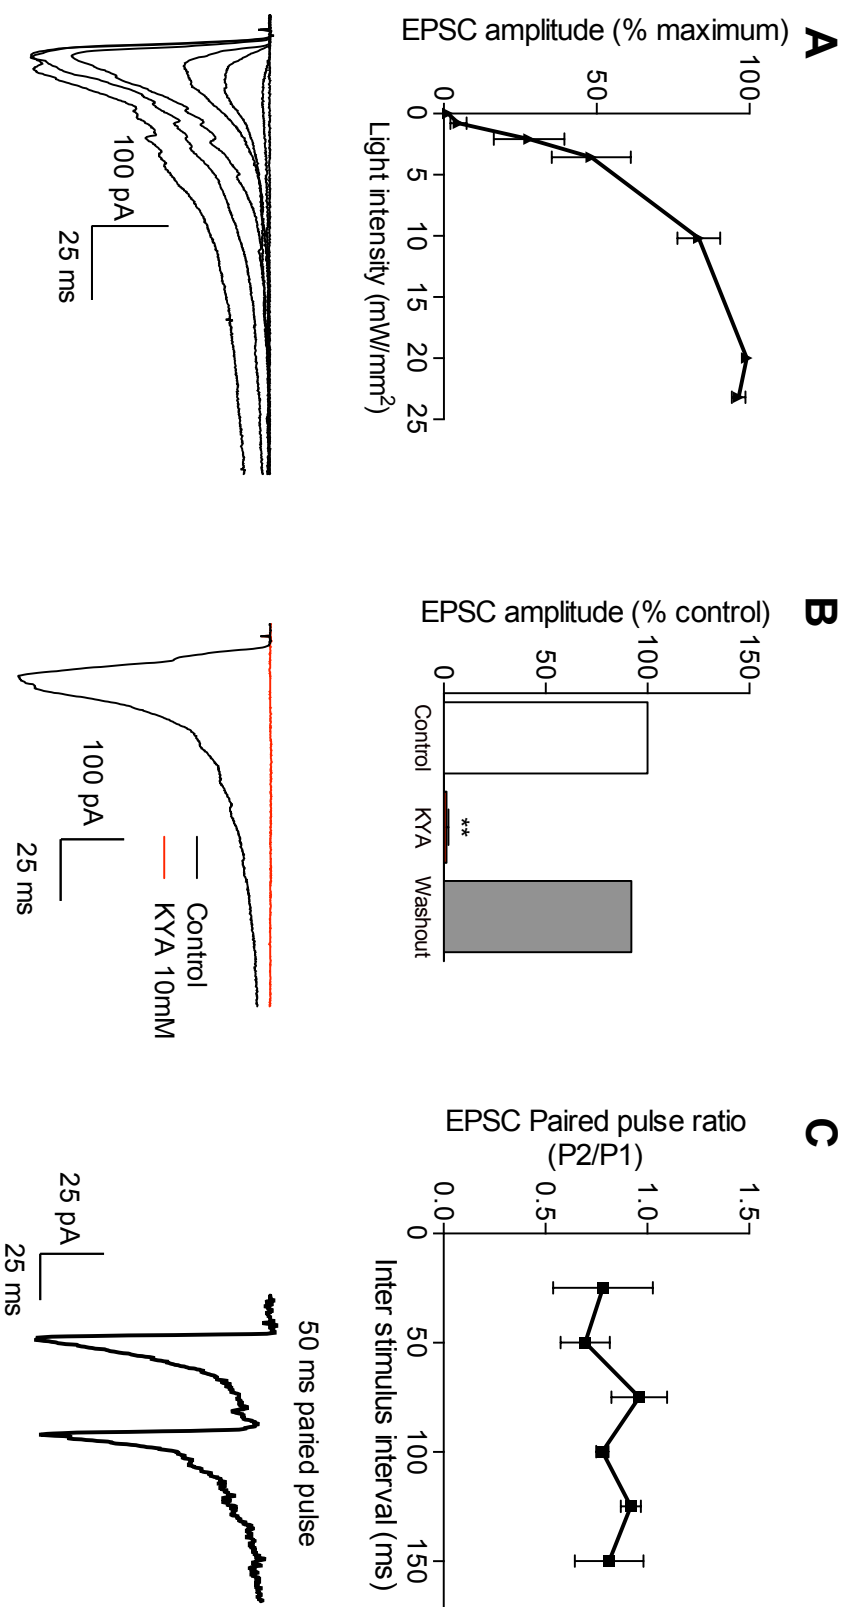 A
EPSC amplitude (% maximum)
100
50
0
0 5 10 15 20 25
Light intensity (mW/mm2)
100 pA
25 ms
B
EPSC amplitude (% control)
150
100
50
0
**
Control KYA Washout
Control
KYA 10mM
100 pA
25 ms
C
EPSC Paired pulse ratio
(P2/P1)
1.5
1.0
0.5
0.0
0 50 100 150
Inter stimulus interval (ms)
50 ms paried pulse
25 pA
25 ms